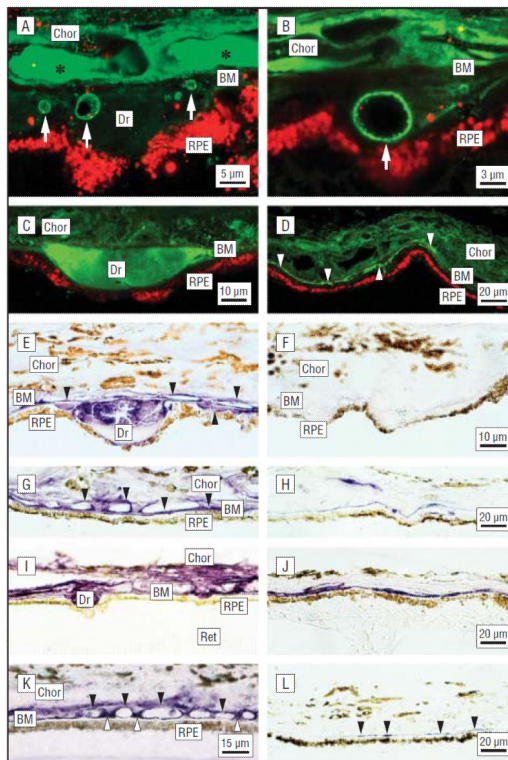 A
Chor
*
*
BM
Dr
RPE
5 μm
B
Chor
BM
RPE
3 μm
C
Chor
BM
Dr
RPE
10 μm
D
Chor
BM
RPE
20 μm
E
Chor
BM
RPE
Dr
F
Chor
BM
RPE
10 μm
G
Chor
BM
RPE
H
20 μm
I
Chor
BM
Dr
RPE
Ret
J
20 μm
K
Chor
BM
RPE
15 μm
L
20 μm